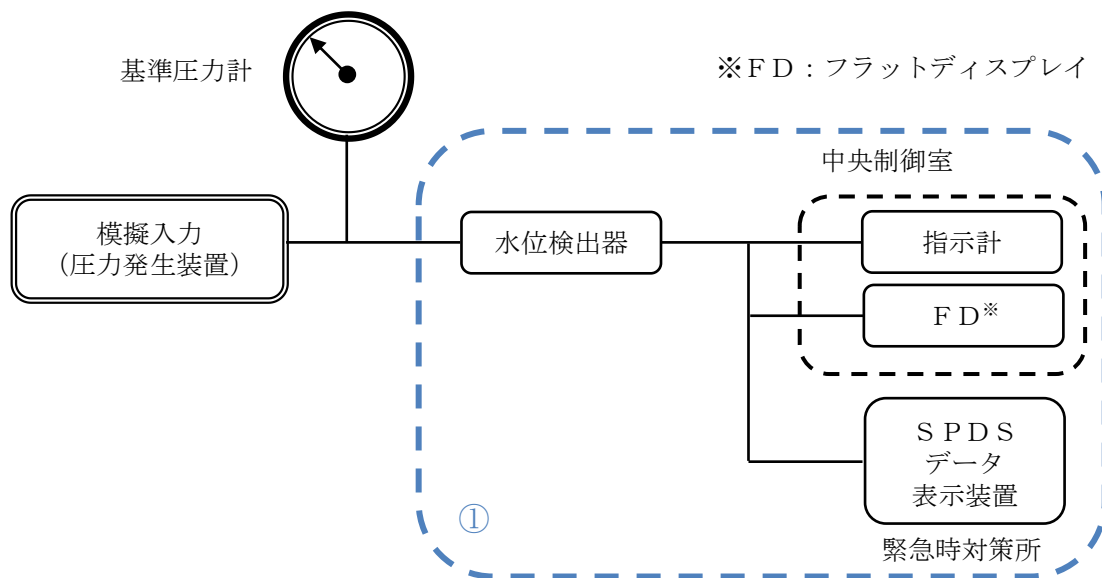 基準圧力計
※ＦＤ：フラットディスプレイ
中央制御室
模擬入力
（圧力発生装置）
水位検出器
指示計
ＦＤ※
ＳＰＤＳ
データ
表示装置
①
緊急時対策所